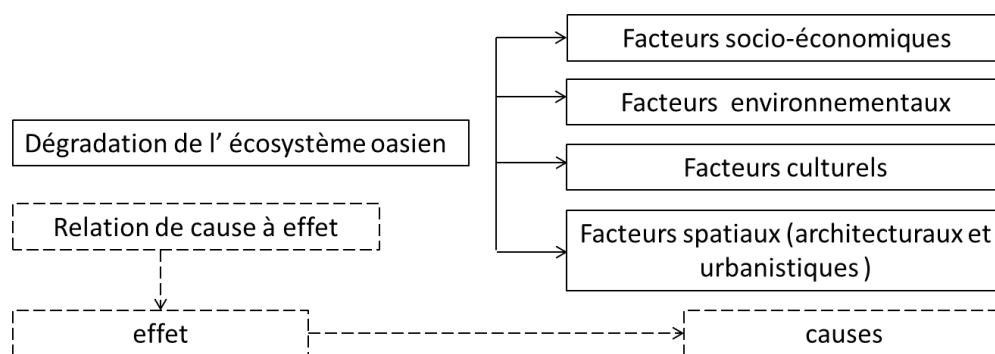 Facteurs socio-économiques
Facteurs environnementaux
Dégradation de l' écosystème oasien
Facteurs culturels
Relation de cause à effet
Facteurs spatiaux (architecturaux et
urbanistiques )
effet
causes